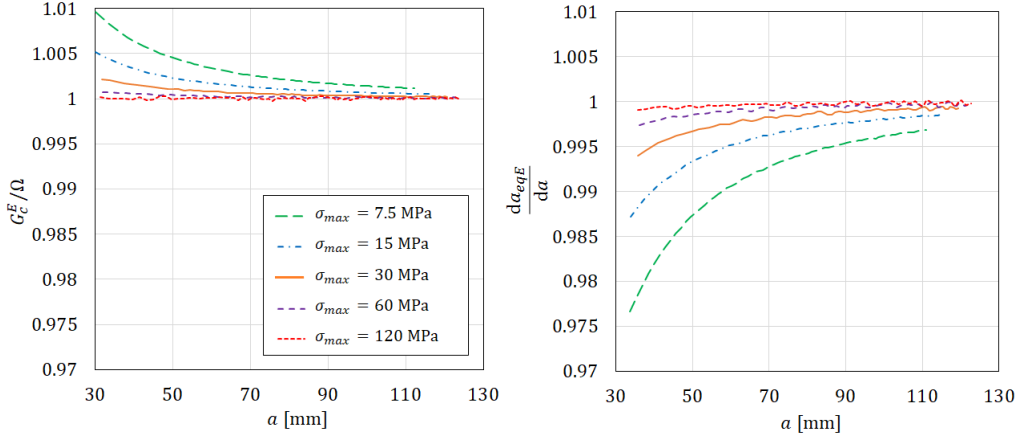 1.01
1.005
1
0.995
0.99
0.985
0.98
0.975
0.97
30 50 70 90 110 130
a [mm]
G_c^E/Ω
σ_max = 7.5 MPa
σ_max = 15 MPa
σ_max = 30 MPa
σ_max = 60 MPa
σ_max = 120 MPa
1.01
1.005
1
0.995
0.99
0.985
0.98
0.975
0.97
30 50 70 90 110 130
a [mm]
da_eqE
da